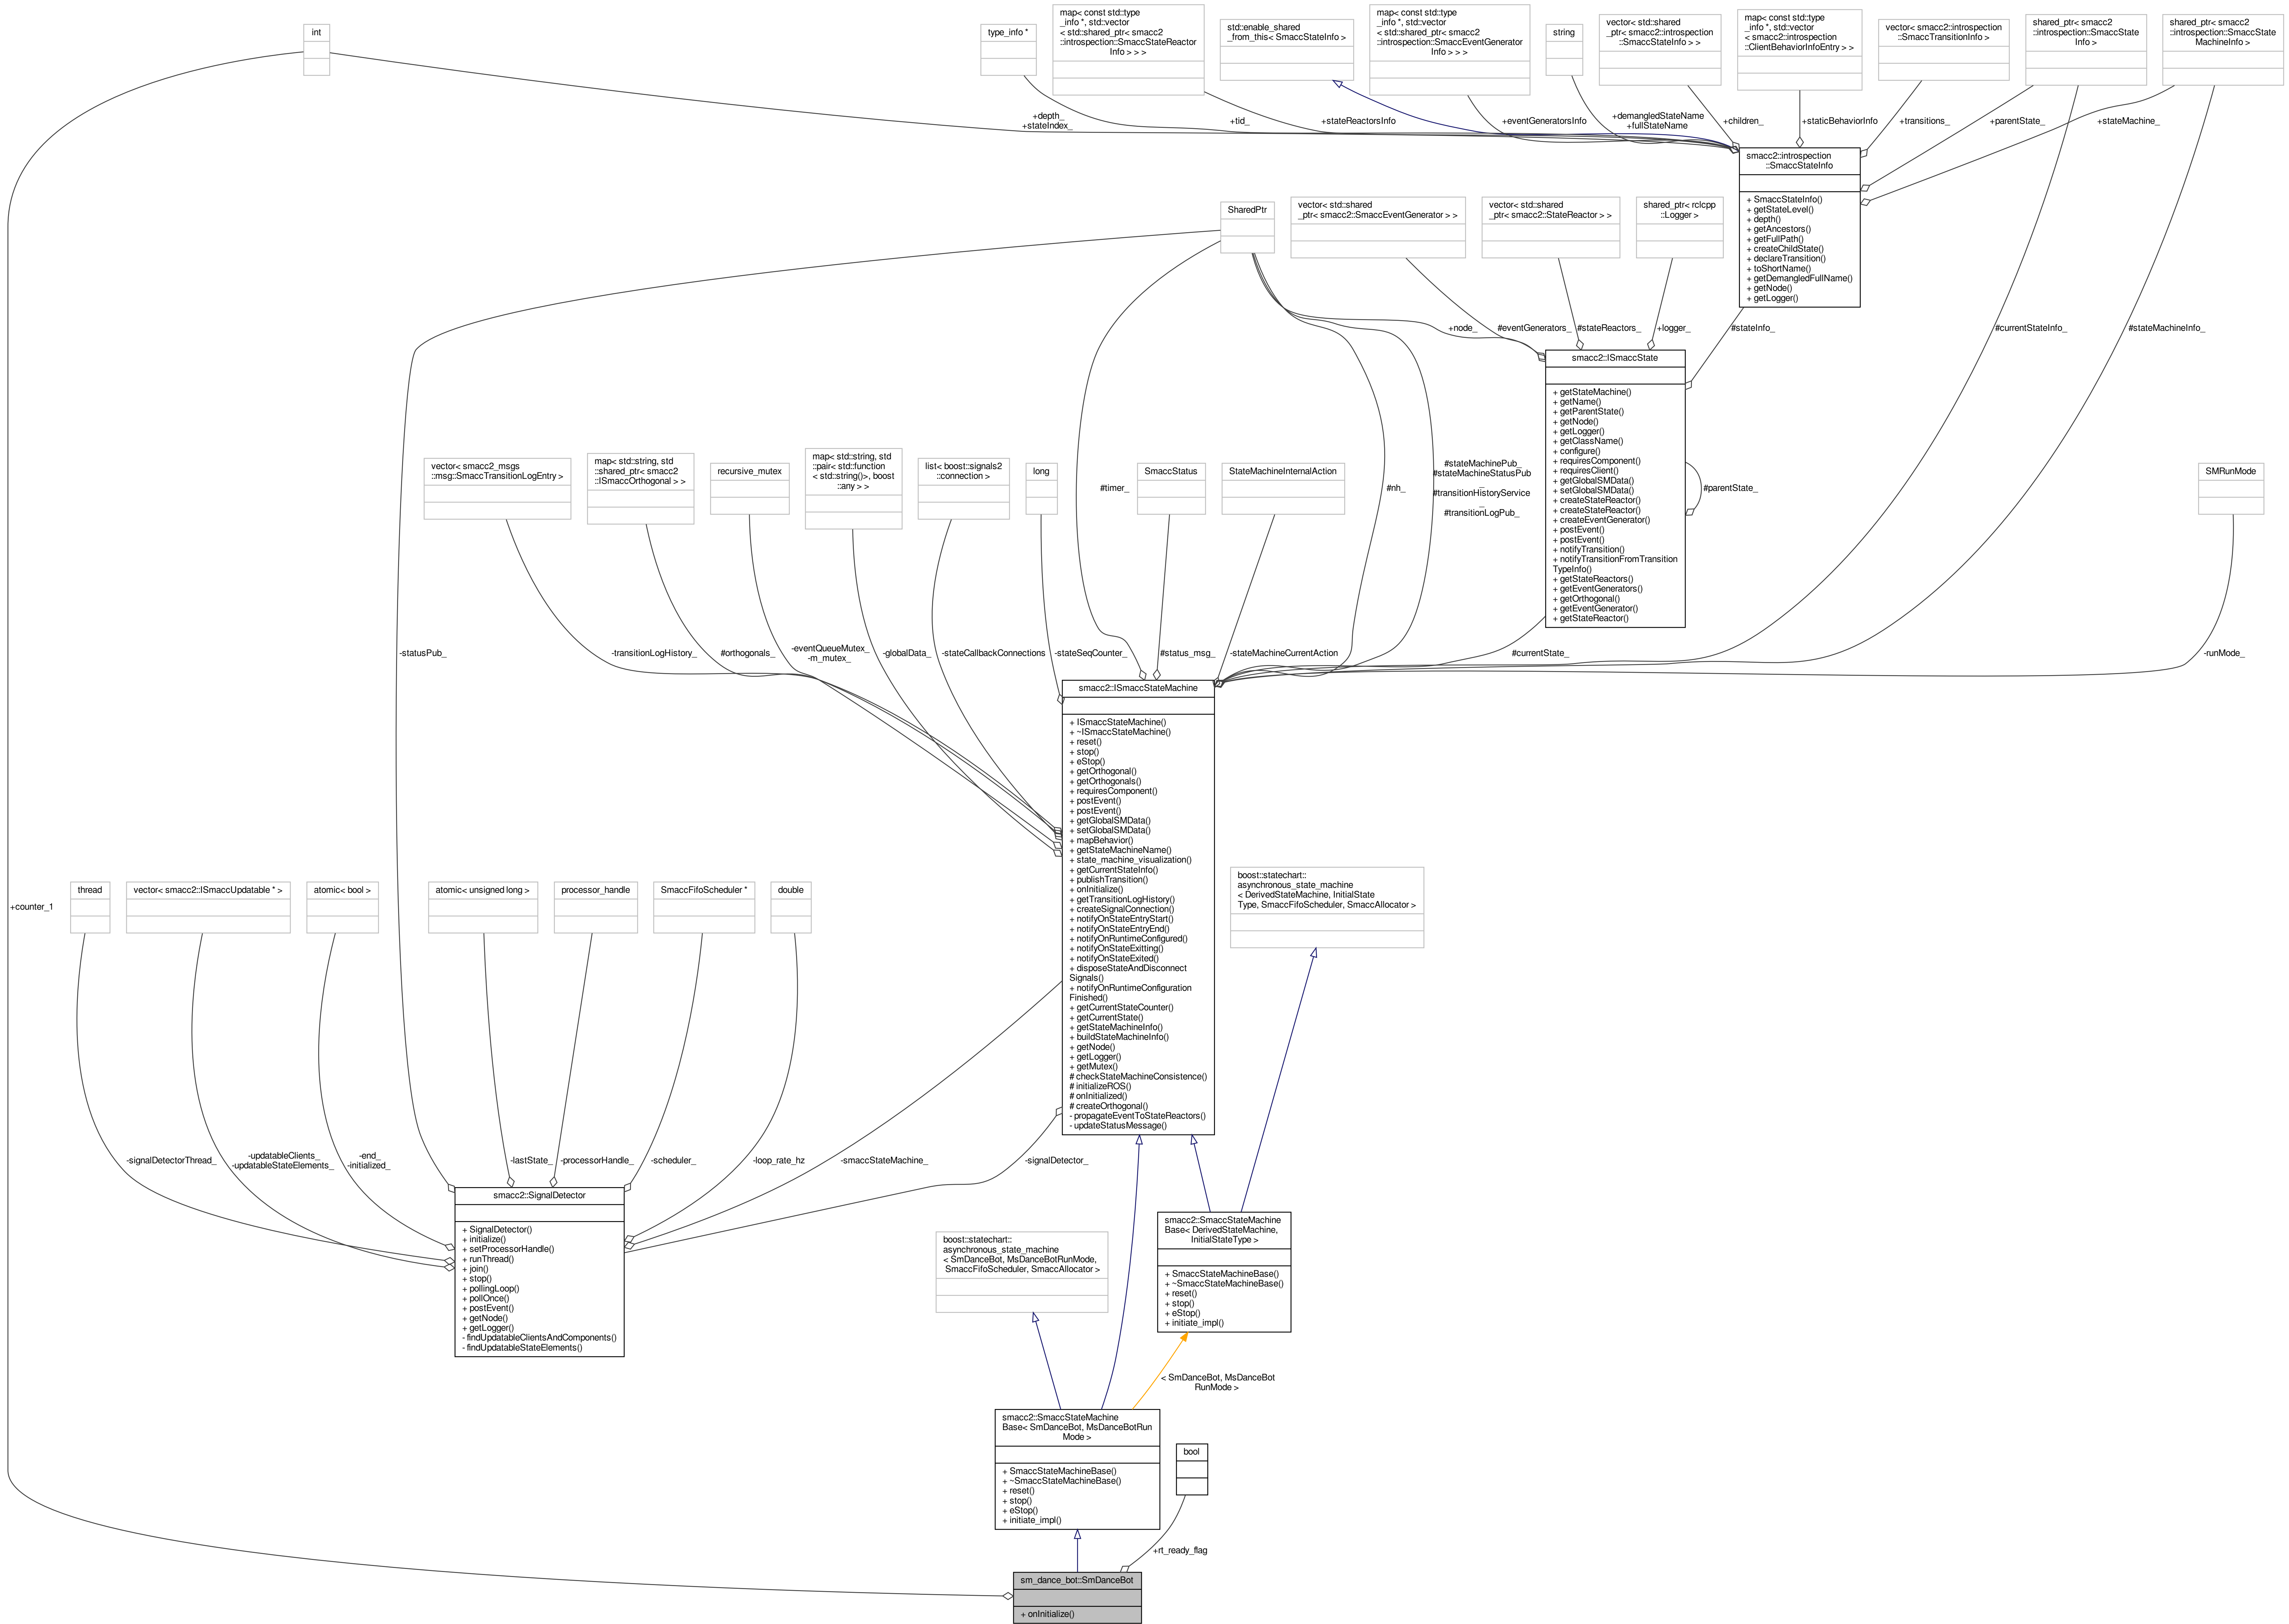 int
type_info *
map< const std::type
_info *, std::vector
< std::shared_ptr< smacc2
::introspection::SmaccStateReactor
Info > > >
std::enable_shared
_from_this< SmaccStateInfo >
map< const std::type
_info *, std::vector
< std::shared_ptr< smacc2
::introspection::SmaccEventGenerator
Info > > >
string
vector< std::shared
_ptr< smacc2::introspection
::SmaccStateInfo > >
map< const std::type
_info *, std::vector
< smacc2::introspection
::ClientBehaviorInfoEntry > >
vector< smacc2::introspection
::SmaccTransitionInfo >
shared_ptr< smacc2
::introspection::SmaccState
Info >
shared_ptr< smacc2
::introspection::SmaccState
MachineInfo >
+depth_
+stateIndex_
+tid_
+stateReactorsInfo
+eventGeneratorsInfo
+demangledStateName
+fullStateName
+children_
+staticBehaviorInfo
+transitions_
+parentState_
+stateMachine_
smacc2::introspection
::SmaccStateInfo
+ SmaccStateInfo()
+ getStateLevel()
+ depth()
+ getAncestors()
+ getFullPath()
+ createChildState()
+ declareTransition()
+ toShortName()
+ getDemangledFullName()
+ getNode()
+ getLogger()
SharedPtr
vector< std::shared
_ptr< smacc2::SmaccEventGenerator > >
vector< std::shared
_ptr< smacc2::StateReactor > >
shared_ptr< rclcpp
::Logger >
+node_
#eventGenerators_
#stateReactors_
+logger_
#stateInfo_
#currentStateInfo_
#stateMachineInfo_
smacc2::ISmaccState
+ getStateMachine()
+ getName()
+ getParentState()
+ getNode()
+ getLogger()
+ getClassName()
+ configure()
+ requiresComponent()
+ requiresClient()
+ getGlobalSMData()
+ setGlobalSMData()
+ createStateReactor()
+ createStateReactor()
+ createEventGenerator()
+ postEvent()
+ postEvent()
+ notifyTransition()
+ notifyTransitionFromTransition
TypeInfo()
+ getStateReactors()
+ getEventGenerators()
+ getOrthogonal()
+ getEventGenerator()
+ getStateReactor()
#parentState_
vector< smacc2_msgs
::msg::SmaccTransitionLogEntry >
map< std::string, std
::shared_ptr< smacc2
::ISmaccOrthogonal > >
recursive_mutex
map< std::string, std
::pair< std::function
< std::string()>, boost
::any > >
list< boost::signals2
::connection >
long
#timer_
SmaccStatus
StateMachineInternalAction
#nh_
#stateMachinePub_
#stateMachineStatusPub
_
#transitionHistoryService
_
#transitionLogPub_
SMRunMode
-statusPub_
-transitionLogHistory_
#orthogonals_
-eventQueueMutex_
-m_mutex_
-globalData_
-stateCallbackConnections
-stateSeqCounter_
#status_msg_
-stateMachineCurrentAction
#currentState_
-runMode_
smacc2::ISmaccStateMachine
+ ISmaccStateMachine()
+ ~ISmaccStateMachine()
+ reset()
+ stop()
+ eStop()
+ getOrthogonal()
+ getOrthogonals()
+ requiresComponent()
+ postEvent()
+ postEvent()
+ getGlobalSMData()
+ setGlobalSMData()
+ mapBehavior()
+ getStateMachineName()
+ state_machine_visualization()
+ getCurrentStateInfo()
+ publishTransition()
+ onInitialize()
+ getTransitionLogHistory()
+ createSignalConnection()
+ notifyOnStateEntryStart()
+ notifyOnStateEntryEnd()
+ notifyOnRuntimeConfigured()
+ notifyOnStateExitting()
+ notifyOnStateExited()
+ disposeStateAndDisconnect
Signals()
+ notifyOnRuntimeConfiguration
Finished()
+ getCurrentStateCounter()
+ getCurrentState()
+ getStateMachineInfo()
+ buildStateMachineInfo()
+ getNode()
+ getLogger()
+ getMutex()
# checkStateMachineConsistence()
# initializeROS()
# onInitialized()
# createOrthogonal()
- propagateEventToStateReactors()
- updateStatusMessage()
+counter_1
thread
vector< smacc2::ISmaccUpdatable * >
atomic< bool >
atomic< unsigned long >
processor_handle
SmaccFifoScheduler *
double
boost::statechart::
asynchronous_state_machine
< DerivedStateMachine, InitialState
Type, SmaccFifoScheduler, SmaccAllocator >
-signalDetectorThread_
-updatableClients_
-updatableStateElements_
-end_
-initialized_
-lastState_
-processorHandle_
-scheduler_
-loop_rate_hz
-smaccStateMachine_
-signalDetector_
smacc2::SignalDetector
+ SignalDetector()
+ initialize()
+ setProcessorHandle()
+ runThread()
+ join()
+ stop()
+ pollingLoop()
+ pollOnce()
+ postEvent()
+ getNode()
+ getLogger()
- findUpdatableClientsAndComponents()
- findUpdatableStateElements()
boost::statechart::
asynchronous_state_machine
< SmDanceBot, MsDanceBotRunMode,
SmaccFifoScheduler, SmaccAllocator >
smacc2::SmaccStateMachine
Base< DerivedStateMachine,
InitialStateType >
+ SmaccStateMachineBase()
+ ~SmaccStateMachineBase()
+ reset()
+ stop()
+ eStop()
+ initiate_impl()
< SmDanceBot, MsDanceBot
RunMode >
smacc2::SmaccStateMachine
Base< SmDanceBot, MsDanceBotRun
Mode >
+ SmaccStateMachineBase()
+ ~SmaccStateMachineBase()
+ reset()
+ stop()
+ eStop()
+ initiate_impl()
bool
+rt_ready_flag
sm_dance_bot::SmDanceBot
+ onInitialize()